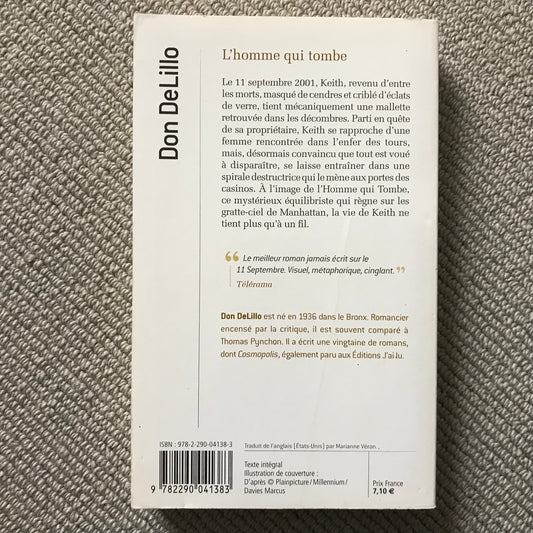 Don DeLillo
L'homme qui tombe
Le 11 septembre 2001, Keith, revenu d'entre
les morts, masqué de cendres et criblé d'éclats
de verre, tient mécaniquement une mallette
retrouvée dans les décombres. Parti en quête
de sa propriétaire, Keith se rapproche d'une
femme rencontrée dans l'enfer des tours,
mais, désormais convaincu que tout est voué
à disparaître, se laisse entraîner dans une
spirale destructrice qui le mène aux portes des
casinos. À l'image de l'Homme qui Tombe,
ce mystérieux équilibriste qui règne sur les
gratte-ciel de Manhattan, la vie de Keith ne
tient plus qu'à un fil.
“ Le meilleur roman jamais écrit sur le
11 Septembre. Visuel, métaphorique, cinglant. ”
Télérama
Don DeLillo est né en 1936 dans le Bronx. Romancier
encensé par la critique, il est souvent comparé à
Thomas Pynchon. Il a écrit une vingtaine de romans,
dont Cosmopolis, également paru aux Éditions J'ai lu.
ISBN : 978-2-290-04138-3
9 782290 041383
Traduit de l'anglais (États-Unis) par Marianne Véron.
Texte intégral
Illustration de couverture :
D'après © Plainpicture / Millennium /
Davies Marcus
Prix France
7,10 €